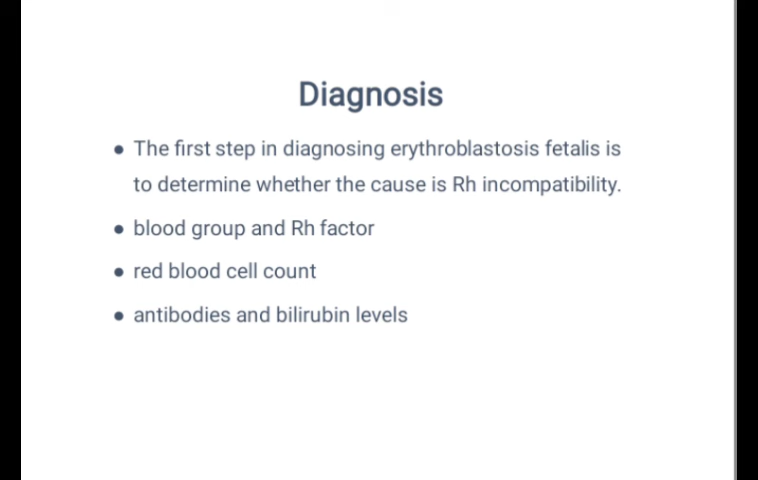 Diagnosis
● The first step in diagnosing erythroblastosis fetalis is
to determine whether the cause is Rh incompatibility.
● blood group and Rh factor
● red blood cell count
● antibodies and bilirubin levels